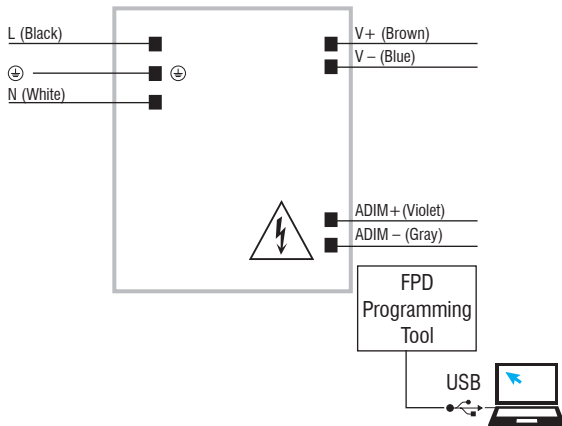 L (Black)
N (White)
V+ (Brown)
V – (Blue)
ADIM+ (Violet)
ADIM – (Gray)
FPD
Programming
Tool
USB